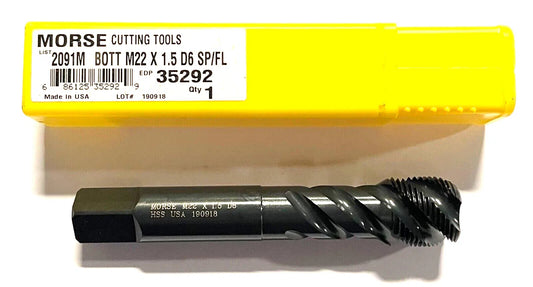 MORSE CUTTING TOOLS
LIST 2091M BOTT M22 X 1.5 D6 SP/FL
EDP 35292
6 86125 35292 9
Qty 1
Made in USA LOT# 190918
MORSE M22 X 1.5 D6
HSS USA 190918